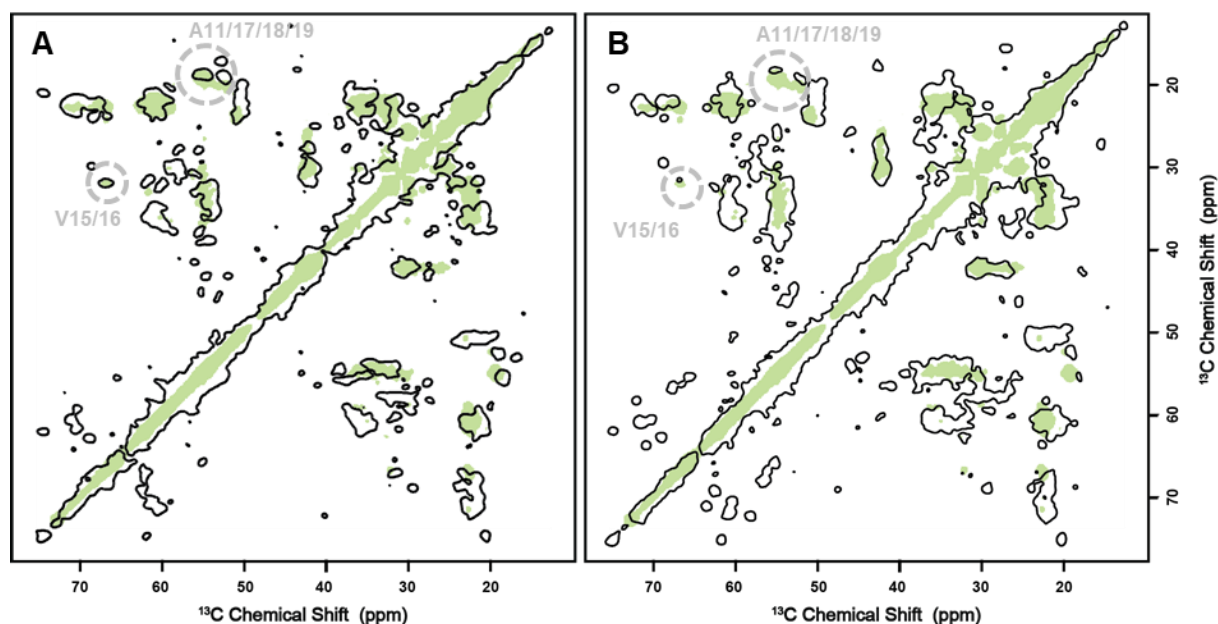 A
A11/17/18/19
V15/16
70 60 50 40 30 20
¹³C Chemical Shift (ppm)
B
A11/17/18/19
V15/16
70 60 50 40 30 20
¹³C Chemical Shift (ppm)
20
30
40
50
60
70
¹³C Chemical Shift (ppm)